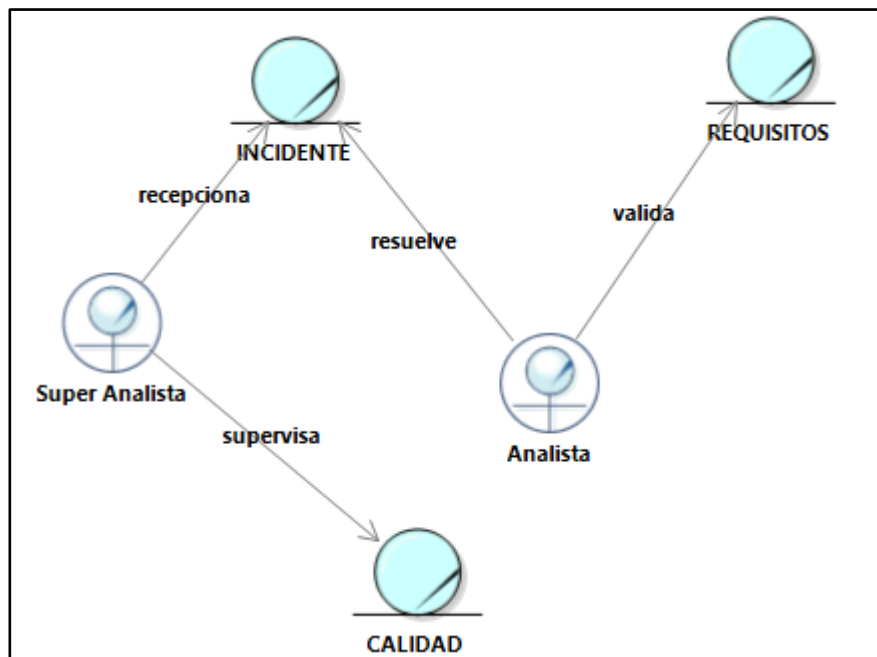 REQUISITOS
INCIDENTE
recepciona
valida
resuelve
Super Analista
supervisa
Analista
CALIDAD